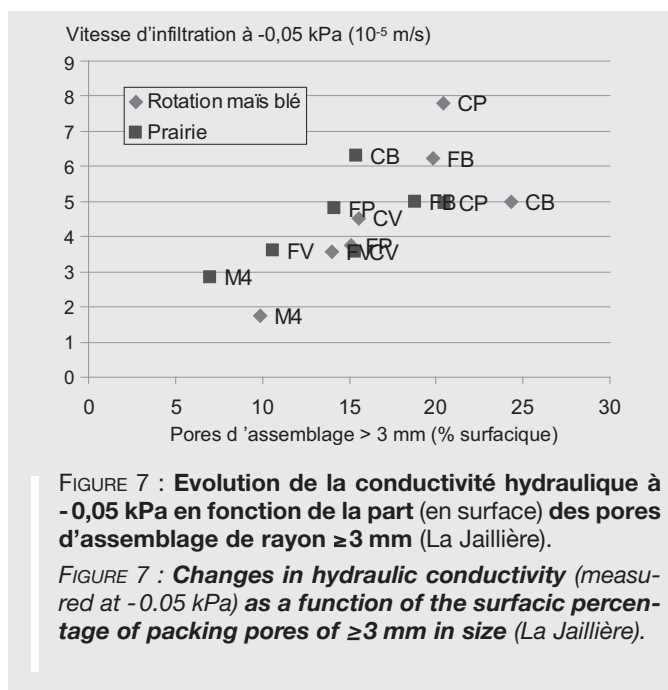 Vitesse d'infiltration à -0,05 kPa (10-5 m/s)
9
8
7
6
5
4
3
2
1
0
Rotation maïs blé
Prairie
CP
CB
FB
FP
CV
FB
CP
CB
FV
FP
FV
CV
M4
M4
0 5 10 15 20 25 30
Pores d 'assemblage > 3 mm (% surfacique)
FIGURE 7 : Evolution de la conductivité hydraulique à
- 0,05 kPa en fonction de la part (en surface) des pores
d'assemblage de rayon ≥3 mm (La Jaillière).
FIGURE 7 : Changes in hydraulic conductivity (measu-
red at - 0.05 kPa) as a function of the surfacic percen-
tage of packing pores of ≥3 mm in size (La Jaillière).